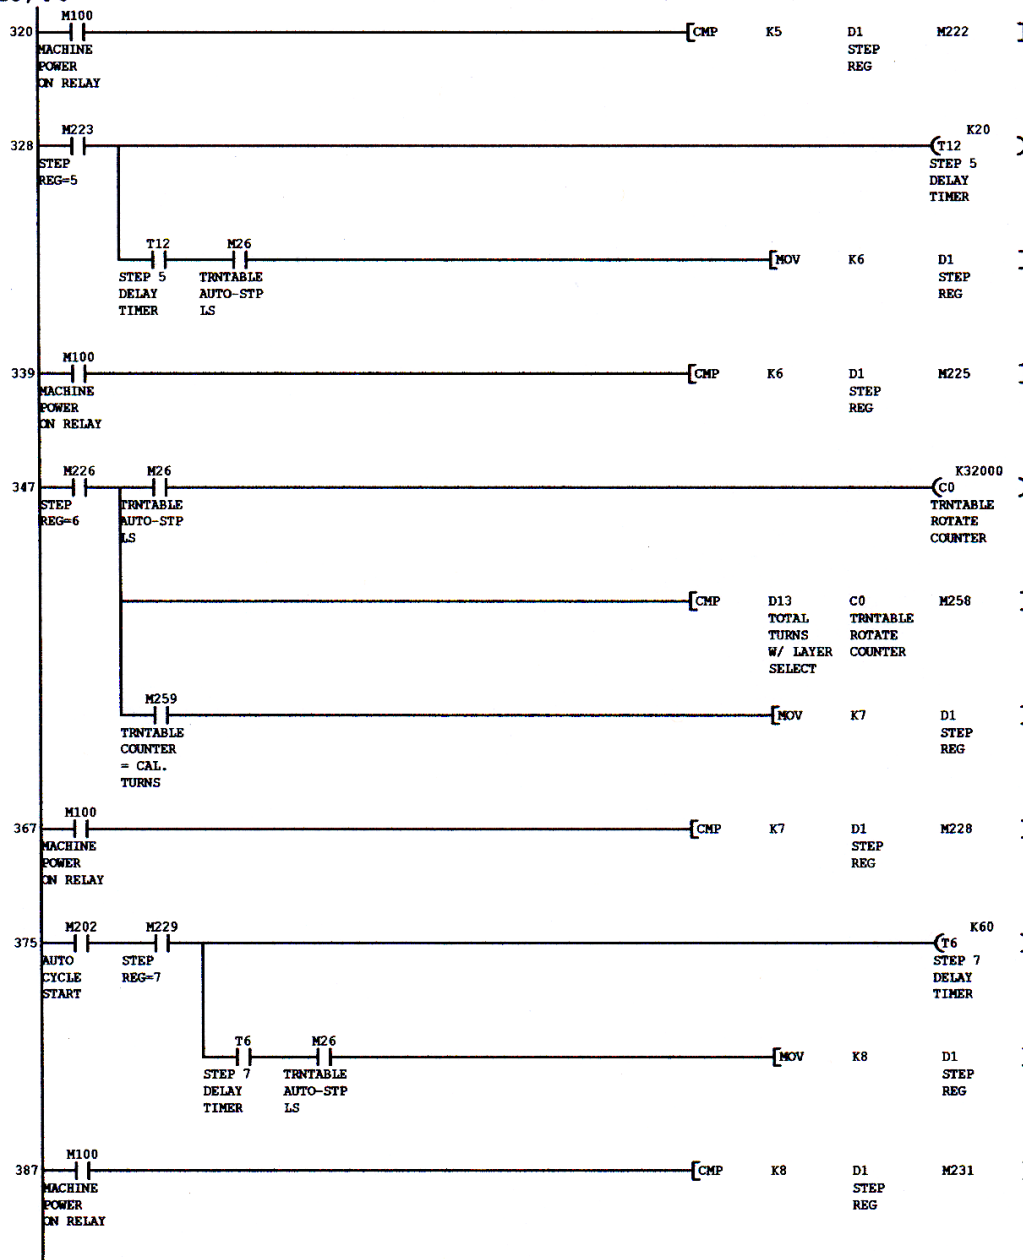 M100
320 CMP K5 D1 M222
MACHINE STEP
POWER REG
ON RELAY
M223 K20
328 T12
STEP STEP 5
REG=5 DELAY
TIMER
T12 M26
MOV K6 D1
STEP 5 TRNTABLE STEP
DELAY AUTO-STP REG
TIMER LS
M100
339 CMP K6 D1 M225
MACHINE STEP
POWER REG
ON RELAY
M226 M26 K32000
347 C0
STEP TRNTABLE TRNTABLE
REG=6 AUTO-STP ROTATE
LS COUNTER
CMP D13 C0 M258
TOTAL TRNTABLE
TURNS ROTATE
W/ LAYER COUNTER
SELECT
M259
MOV K7 D1
TRNTABLE STEP
COUNTER REG
= CAL.
TURNS
M100
367 CMP K7 D1 M228
MACHINE STEP
POWER REG
ON RELAY
M202 M229 K60
375 T6
AUTO STEP STEP 7
CYCLE REG=7 DELAY
START TIMER
T6 M26
MOV K8 D1
STEP 7 TRNTABLE STEP
DELAY AUTO-STP REG
TIMER LS
M100
387 CMP K8 D1 M231
MACHINE STEP
POWER REG
ON RELAY